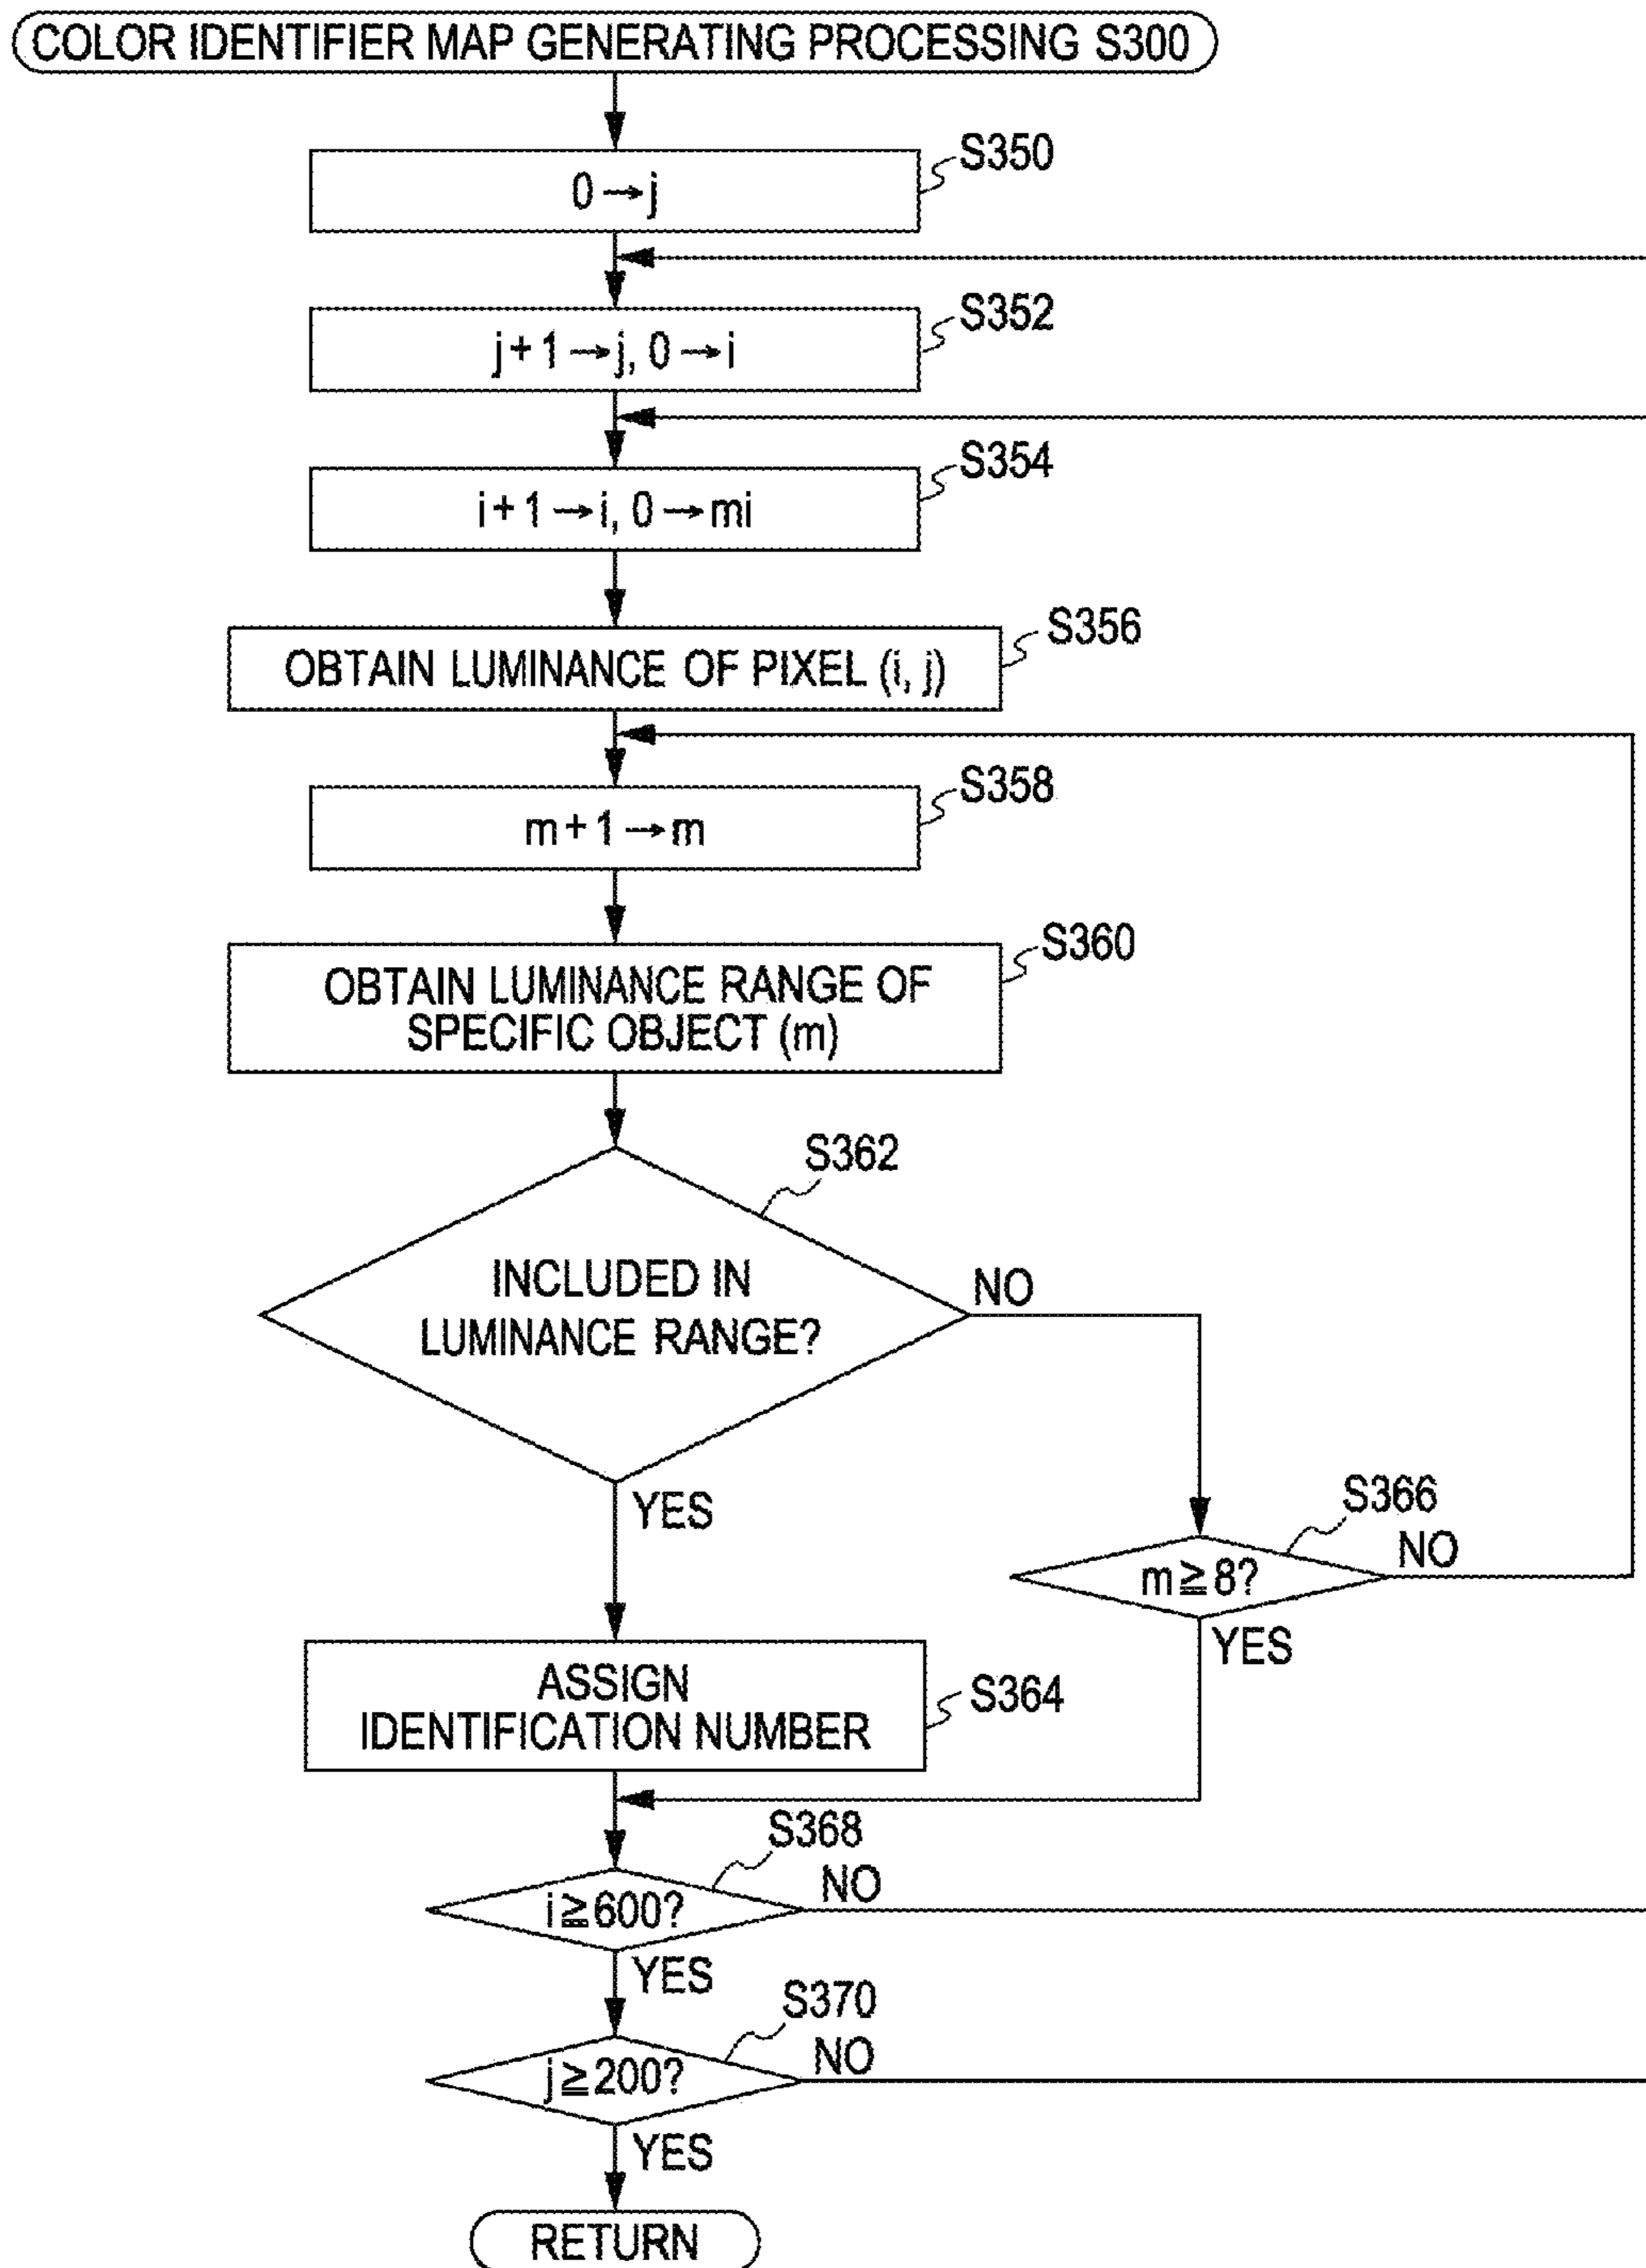 COLOR IDENTIFIER MAP GENERATING PROCESSING S300
S350
0→j
S352
j+1→j, 0→i
S354
i+1→i, 0→mi
S356
OBTAIN LUMINANCE OF PIXEL (i, j)
S358
m+1→m
S360
OBTAIN LUMINANCE RANGE OF
SPECIFIC OBJECT (m)
S362
INCLUDED IN
LUMINANCE RANGE?
NO
YES
S366
m≧8?
NO
YES
ASSIGN
IDENTIFICATION NUMBER
S364
S368
i≧600?
NO
YES
S370
j≧200?
NO
YES
RETURN